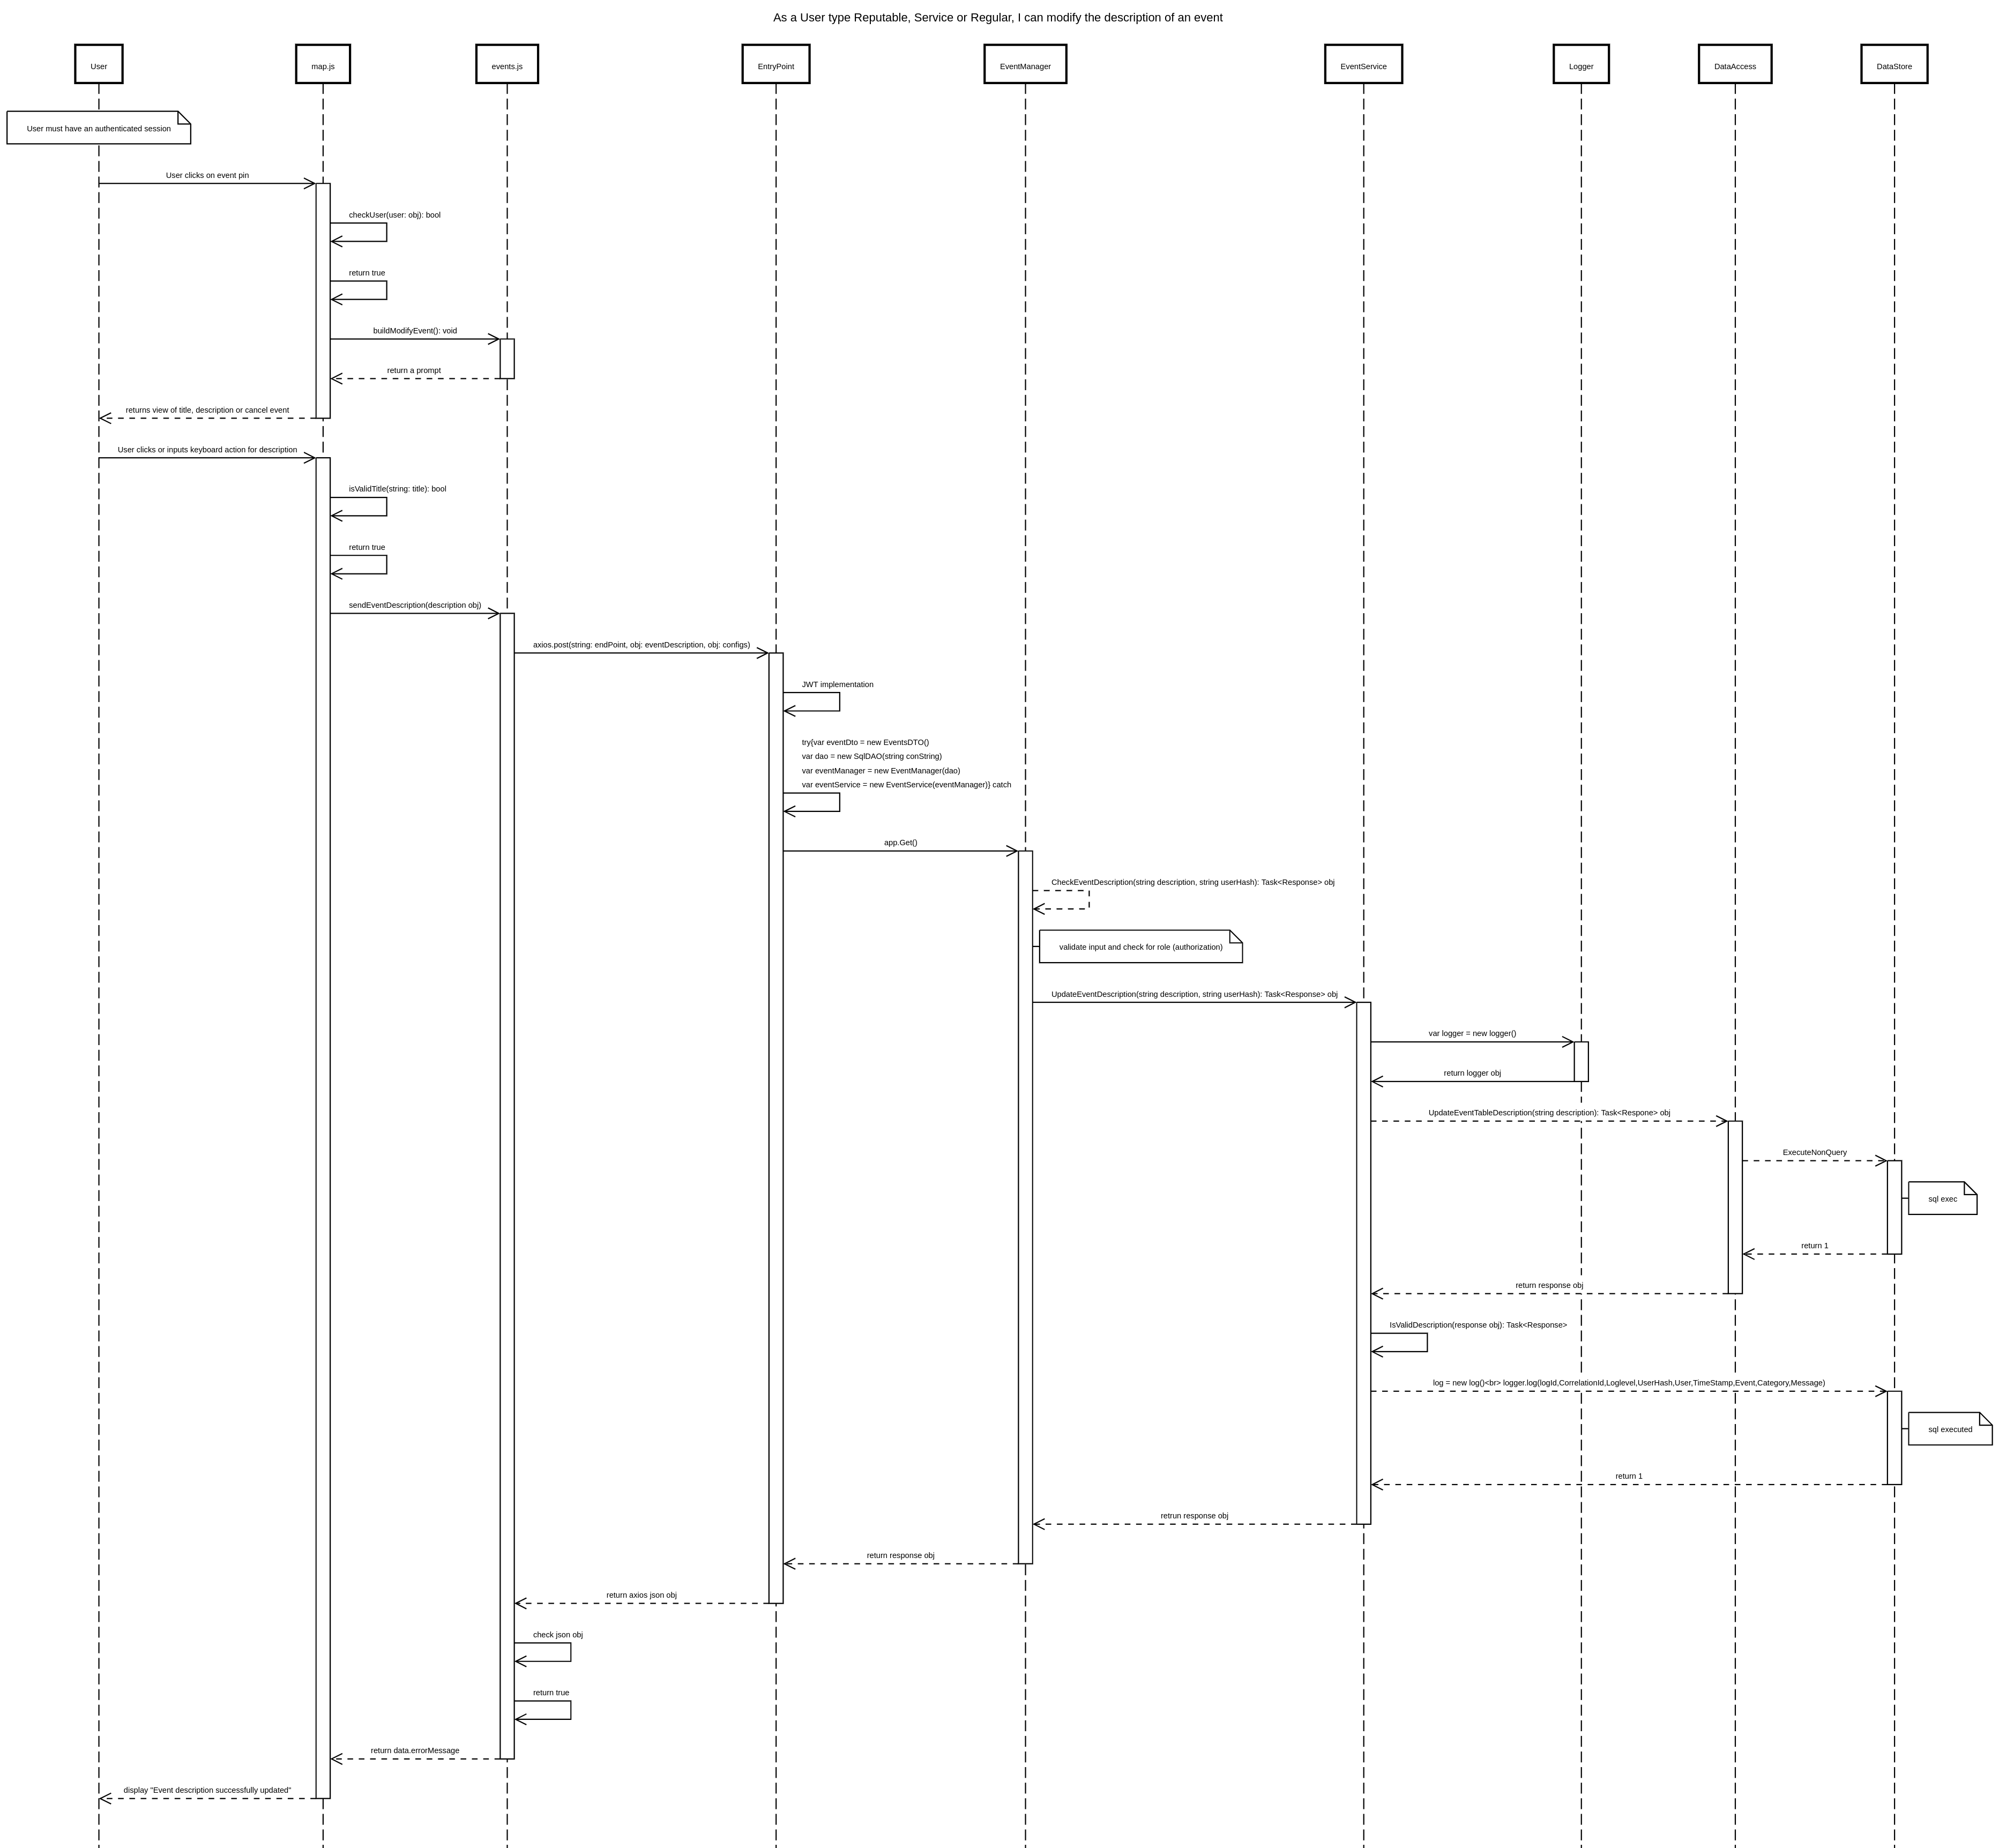 As a User type Reputable, Service or Regular, I can modify the description of an event
User
map.js
events.js
EntryPoint
EventManager
EventService
Logger
DataAccess
DataStore
User must have an authenticated session
User clicks on event pin
checkUser(user: obj): bool
return true
buildModifyEvent(): void
return a prompt
returns view of title, description or cancel event
User clicks or inputs keyboard action for description
isValidTitle(string: title): bool
return true
sendEventDescription(description obj)
axios.post(string: endPoint, obj: eventDescription, obj: configs)
JWT implementation
try{var eventDto = new EventsDTO()
var dao = new SqlDAO(string conString)
var eventManager = new EventManager(dao)
var eventService = new EventService(eventManager)} catch
app.Get()
CheckEventDescription(string description, string userHash): Task<Response> obj
validate input and check for role (authorization)
UpdateEventDescription(string description, string userHash): Task<Response> obj
var logger = new logger()
return logger obj
UpdateEventTableDescription(string description): Task<Respone> obj
ExecuteNonQuery
sql exec
return 1
return response obj
IsValidDescription(response obj): Task<Response>
log = new log()<br> logger.log(logId,CorrelationId,Loglevel,UserHash,User,TimeStamp,Event,Category,Message)
sql executed
return 1
retrun response obj
return response obj
return axios json obj
check json obj
return true
return data.errorMessage
display "Event description successfully updated"